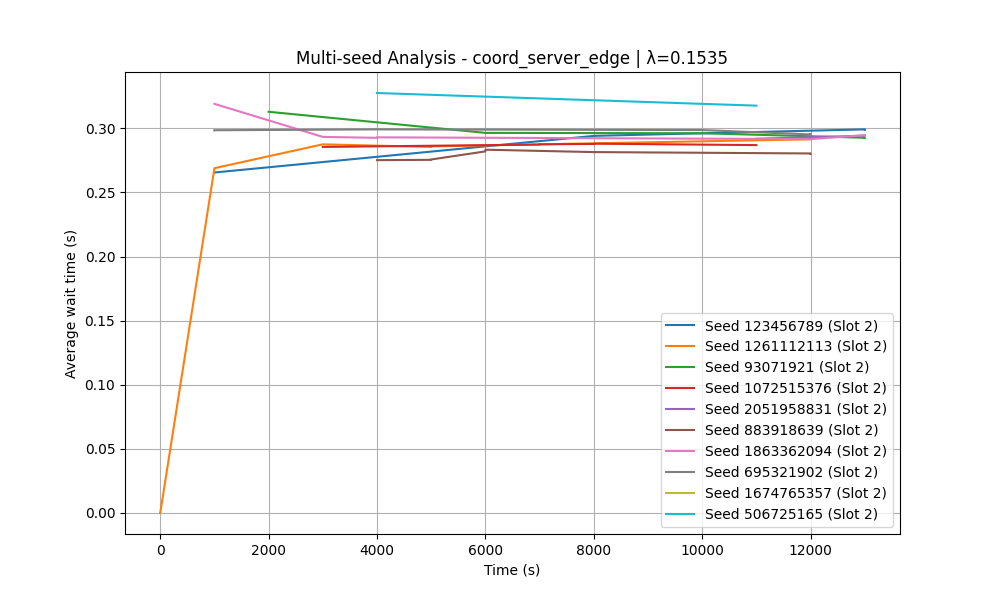 Multi-seed Analysis - coord_server_edge | λ=0.1535
Average wait time (s)
0.30
0.25
0.20
0.15
0.10
0.05
0.00
Seed 123456789 (Slot 2)
Seed 1261112113 (Slot 2)
Seed 93071921 (Slot 2)
Seed 1072515376 (Slot 2)
Seed 2051958831 (Slot 2)
Seed 883918639 (Slot 2)
Seed 1863362094 (Slot 2)
Seed 695321902 (Slot 2)
Seed 1674765357 (Slot 2)
Seed 506725165 (Slot 2)
0 2000 4000 6000 8000 10000 12000
Time (s)